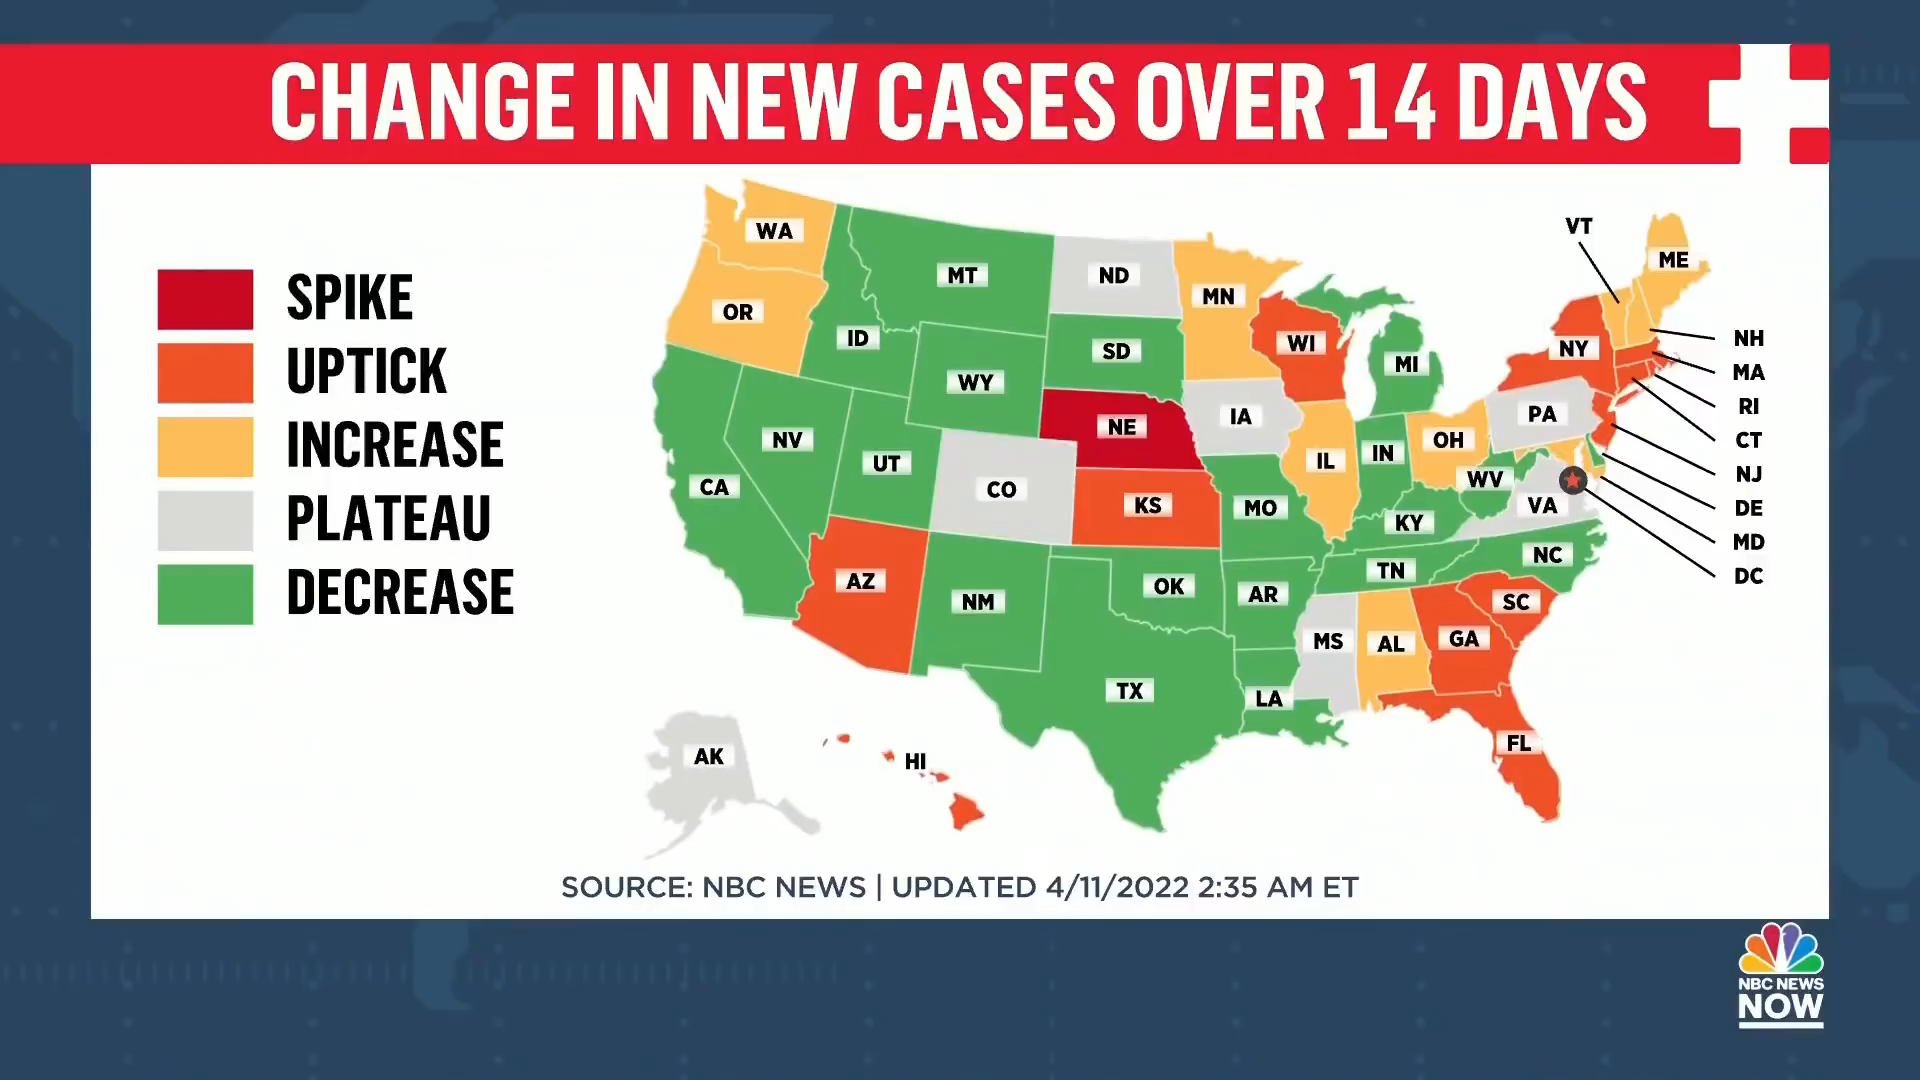 CHANGE IN NEW CASES OVER 14 DAYS
SPIKE
UPTICK
INCREASE
PLATEAU
DECREASE
WA
OR
MT
ID
ND
MN
SD
WY
WI
MI
VT
ME
NY
NH
MA
RI
CT
NJ
DE
MD
DC
NE
IA
PA
NV
UT
CA
CO
KS
MO
IL
IN
OH
WV
VA
KY
NC
TN
AZ
NM
OK
AR
SC
MS
AL
GA
TX
LA
FL
AK
HI
SOURCE: NBC NEWS | UPDATED 4/11/2022 2:35 AM ET
NBC NEWS
NOW